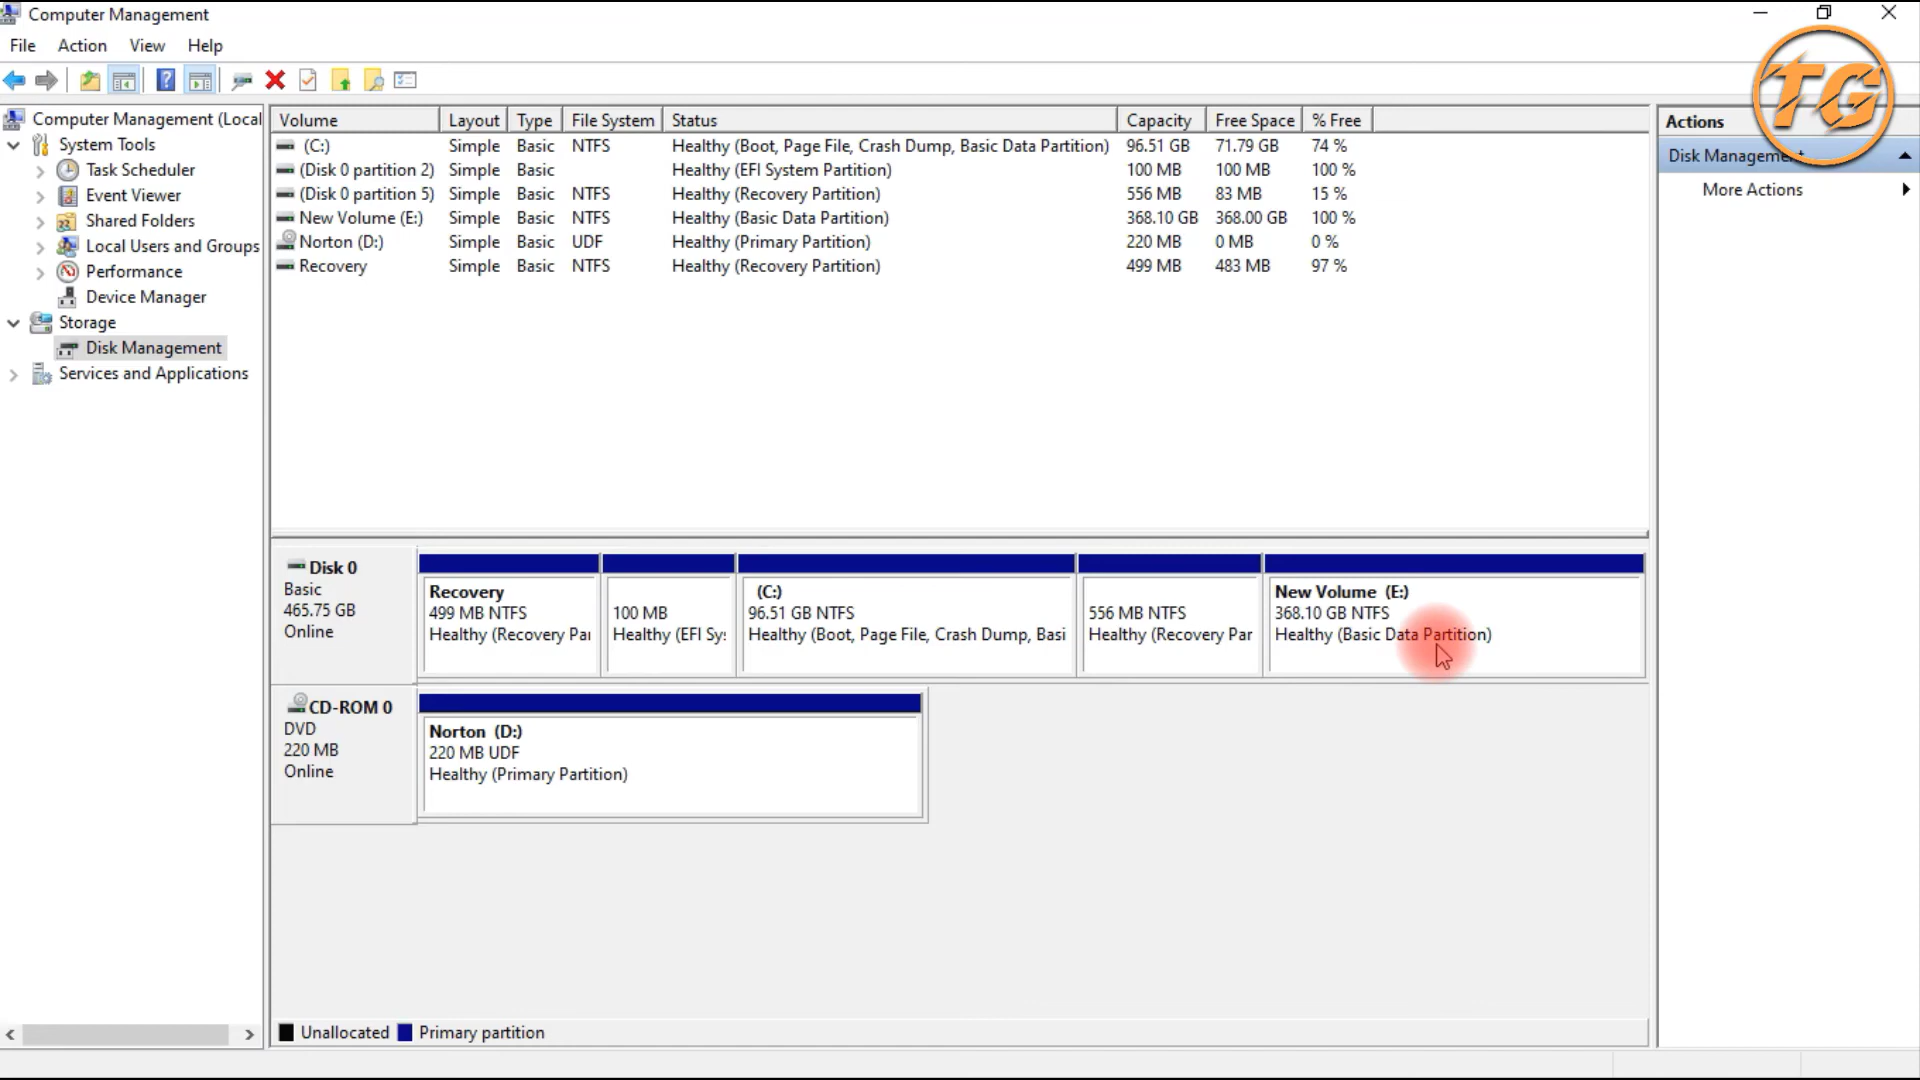 Computer Management
File Action View Help
Computer Management (Local
System Tools
Task Scheduler
Event Viewer
Shared Folders
Local Users and Groups
Performance
Device Manager
Storage
Disk Management
Services and Applications
Volume Layout Type File System Status Capacity Free Space % Free
(C:) Simple Basic NTFS Healthy (Boot, Page File, Crash Dump, Basic Data Partition) 96.51 GB 71.79 GB 74 %
(Disk 0 partition 2) Simple Basic Healthy (EFI System Partition) 100 MB 100 MB 100 %
(Disk 0 partition 5) Simple Basic NTFS Healthy (Recovery Partition) 556 MB 83 MB 15 %
New Volume (E:) Simple Basic NTFS Healthy (Basic Data Partition) 368.10 GB 368.00 GB 100 %
Norton (D:) Simple Basic UDF Healthy (Primary Partition) 220 MB 0 MB 0 %
Recovery Simple Basic NTFS Healthy (Recovery Partition) 499 MB 483 MB 97 %
Disk 0
Basic
465.75 GB
Online
Recovery
499 MB NTFS
Healthy (Recovery Par
100 MB
Healthy (EFI Sy
(C:)
96.51 GB NTFS
Healthy (Boot, Page File, Crash Dump, Basi
556 MB NTFS
Healthy (Recovery Par
New Volume (E:)
368.10 GB NTFS
Healthy (Basic Data Partition)
CD-ROM 0
DVD
220 MB
Online
Norton (D:)
220 MB UDF
Healthy (Primary Partition)
Unallocated Primary partition
Actions
Disk Management
More Actions
TG